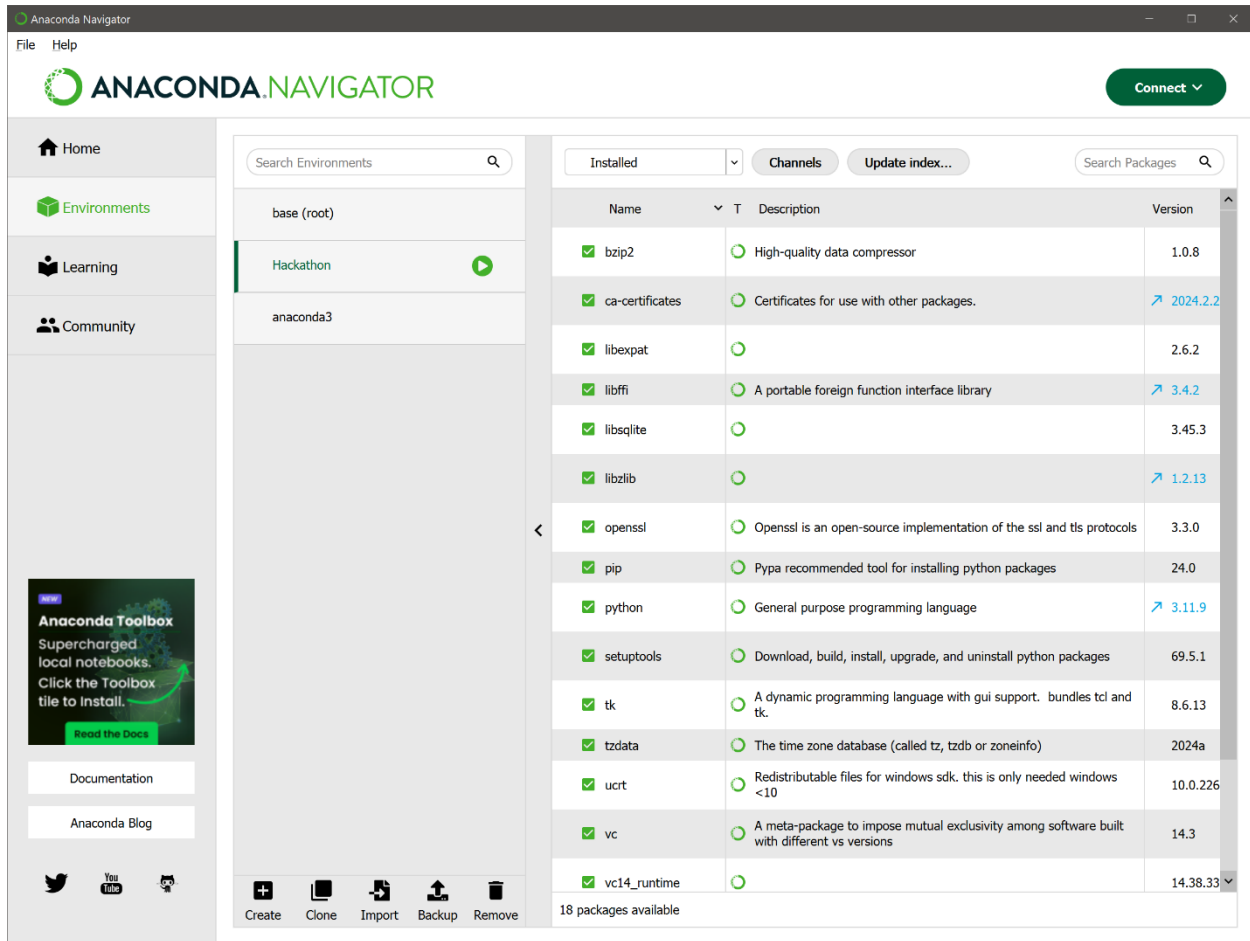 Anaconda Navigator
File Help
ANACONDA.NAVIGATOR
Connect
Home
Environments
Learning
Community
NEW
Anaconda Toolbox
Supercharged
local notebooks.
Click the Toolbox
tile to Install.
Read the Docs
Documentation
Anaconda Blog
You
Tube
Search Environments
base (root)
Hackathon
anaconda3
Create Clone Import Backup Remove
Installed Channels Update index... Search Packages
Name T Description Version
bzip2 High-quality data compressor 1.0.8
ca-certificates Certificates for use with other packages. 2024.2.2
libexpat 2.6.2
libffi A portable foreign function interface library 3.4.2
libsqlite 3.45.3
libzlib 1.2.13
openssl Openssl is an open-source implementation of the ssl and tls protocols 3.3.0
pip Pypa recommended tool for installing python packages 24.0
python General purpose programming language 3.11.9
setuptools Download, build, install, upgrade, and uninstall python packages 69.5.1
tk A dynamic programming language with gui support. bundles tcl and
tk. 8.6.13
tzdata The time zone database (called tz, tzdb or zoneinfo) 2024a
ucrt Redistributable files for windows sdk. this is only needed windows
<10 10.0.226
vc A meta-package to impose mutual exclusivity among software built
with different vs versions 14.3
vc14_runtime 14.38.33
18 packages available